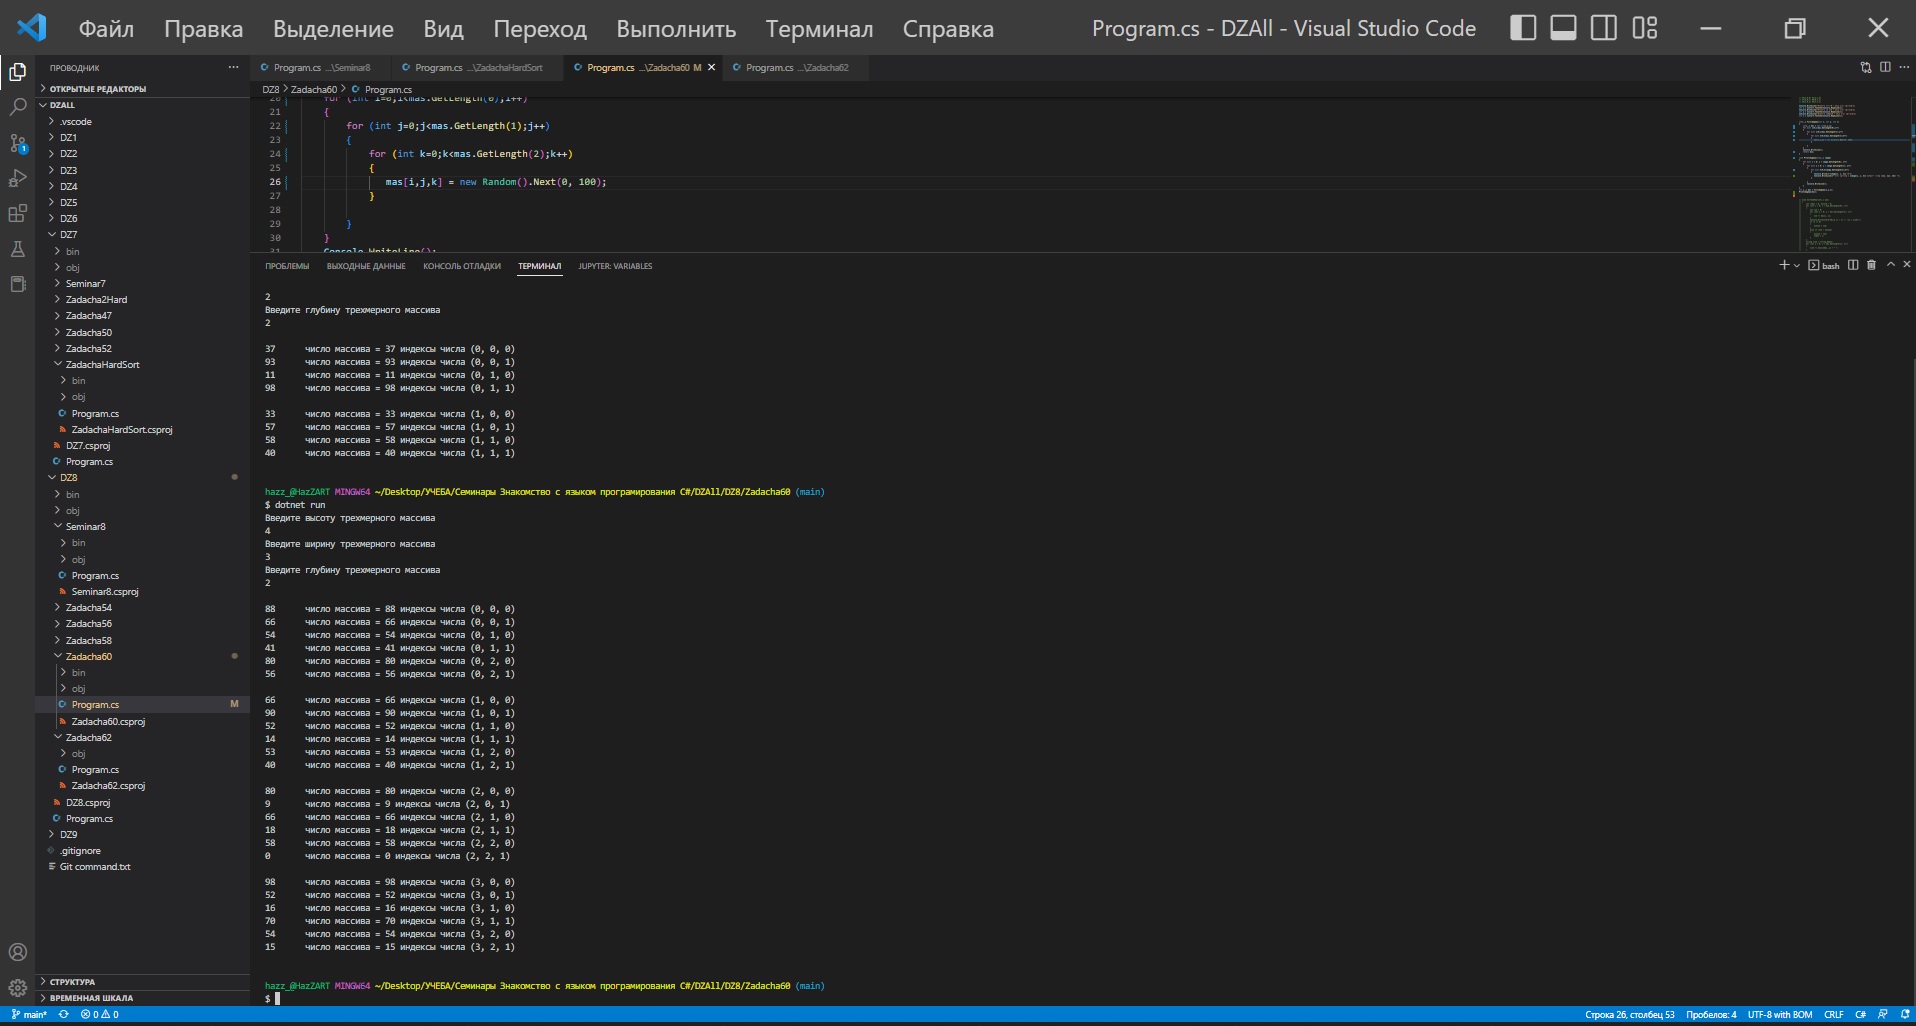 Файл Правка Выделение Вид Переход Выполнить Терминал Справка Program.cs - DZAll - Visual Studio Code
ПРОВОДНИК ...
ОТКРЫТЫЕ РЕДАКТОРЫ
DZALL
.vscode
DZ1
DZ2
DZ3
DZ4
DZ5
DZ6
DZ7
bin
obj
Seminar7
Zadacha2Hard
Zadacha47
Zadacha50
Zadacha52
ZadachaHardSort
bin
obj
Program.cs
ZadachaHardSort.csproj
DZ7.csproj
Program.cs
DZ8
bin
obj
Seminar8
bin
obj
Program.cs
Seminar8.csproj
Zadacha54
Zadacha56
Zadacha58
Zadacha60
bin
obj
Program.cs M
Zadacha60.csproj
Zadacha62
obj
Program.cs
Zadacha62.csproj
DZ8.csproj
Program.cs
DZ9
.gitignore
Git command.txt
СТРУКТУРА
ВРЕМЕННАЯ ШКАЛА
Program.cs ...\Seminar8 Program.cs ...\ZadachaHardSort Program.cs ...\Zadacha60 M Program.cs ...\Zadacha62
DZ8 > Zadacha60 > Program.cs
20 for (int i=0;i<mas.GetLength(0);i++)
21 {
22 for (int j=0;j<mas.GetLength(1);j++)
23 {
24 for (int k=0;k<mas.GetLength(2);k++)
25 {
26 mas[i,j,k] = new Random().Next(0, 100);
27 }
28
29 }
30 }
31 Console.WriteLine();
ПРОБЛЕМЫ ВЫХОДНЫЕ ДАННЫЕ КОНСОЛЬ ОТЛАДКИ ТЕРМИНАЛ JUPYTER: VARIABLES bash
2
Введите глубину трехмерного массива
2
37 число массива = 37 индексы числа (0, 0, 0)
93 число массива = 93 индексы числа (0, 0, 1)
11 число массива = 11 индексы числа (0, 1, 0)
98 число массива = 98 индексы числа (0, 1, 1)
33 число массива = 33 индексы числа (1, 0, 0)
57 число массива = 57 индексы числа (1, 0, 1)
58 число массива = 58 индексы числа (1, 1, 0)
40 число массива = 40 индексы числа (1, 1, 1)
hazz_@HazZART MINGW64 ~/Desktop/УЧЕБА/Семинары Знакомство с языком програмирования C#/DZAll/DZ8/Zadacha60 (main)
$ dotnet run
Введите высоту трехмерного массива
4
Введите ширину трехмерного массива
3
Введите глубину трехмерного массива
2
88 число массива = 88 индексы числа (0, 0, 0)
66 число массива = 66 индексы числа (0, 0, 1)
54 число массива = 54 индексы числа (0, 1, 0)
41 число массива = 41 индексы числа (0, 1, 1)
80 число массива = 80 индексы числа (0, 2, 0)
56 число массива = 56 индексы числа (0, 2, 1)
66 число массива = 66 индексы числа (1, 0, 0)
90 число массива = 90 индексы числа (1, 0, 1)
52 число массива = 52 индексы числа (1, 1, 0)
14 число массива = 14 индексы числа (1, 1, 1)
53 число массива = 53 индексы числа (1, 2, 0)
40 число массива = 40 индексы числа (1, 2, 1)
80 число массива = 80 индексы числа (2, 0, 0)
9 число массива = 9 индексы числа (2, 0, 1)
66 число массива = 66 индексы числа (2, 1, 0)
18 число массива = 18 индексы числа (2, 1, 1)
58 число массива = 58 индексы числа (2, 2, 0)
0 число массива = 0 индексы числа (2, 2, 1)
98 число массива = 98 индексы числа (3, 0, 0)
52 число массива = 52 индексы числа (3, 0, 1)
16 число массива = 16 индексы числа (3, 1, 0)
70 число массива = 70 индексы числа (3, 1, 1)
54 число массива = 54 индексы числа (3, 2, 0)
15 число массива = 15 индексы числа (3, 2, 1)
hazz_@HazZART MINGW64 ~/Desktop/УЧЕБА/Семинары Знакомство с языком програмирования C#/DZAll/DZ8/Zadacha60 (main)
$
main* 0 0 Строка 26, столбец 53 Пробелов: 4 UTF-8 with BOM CRLF C#